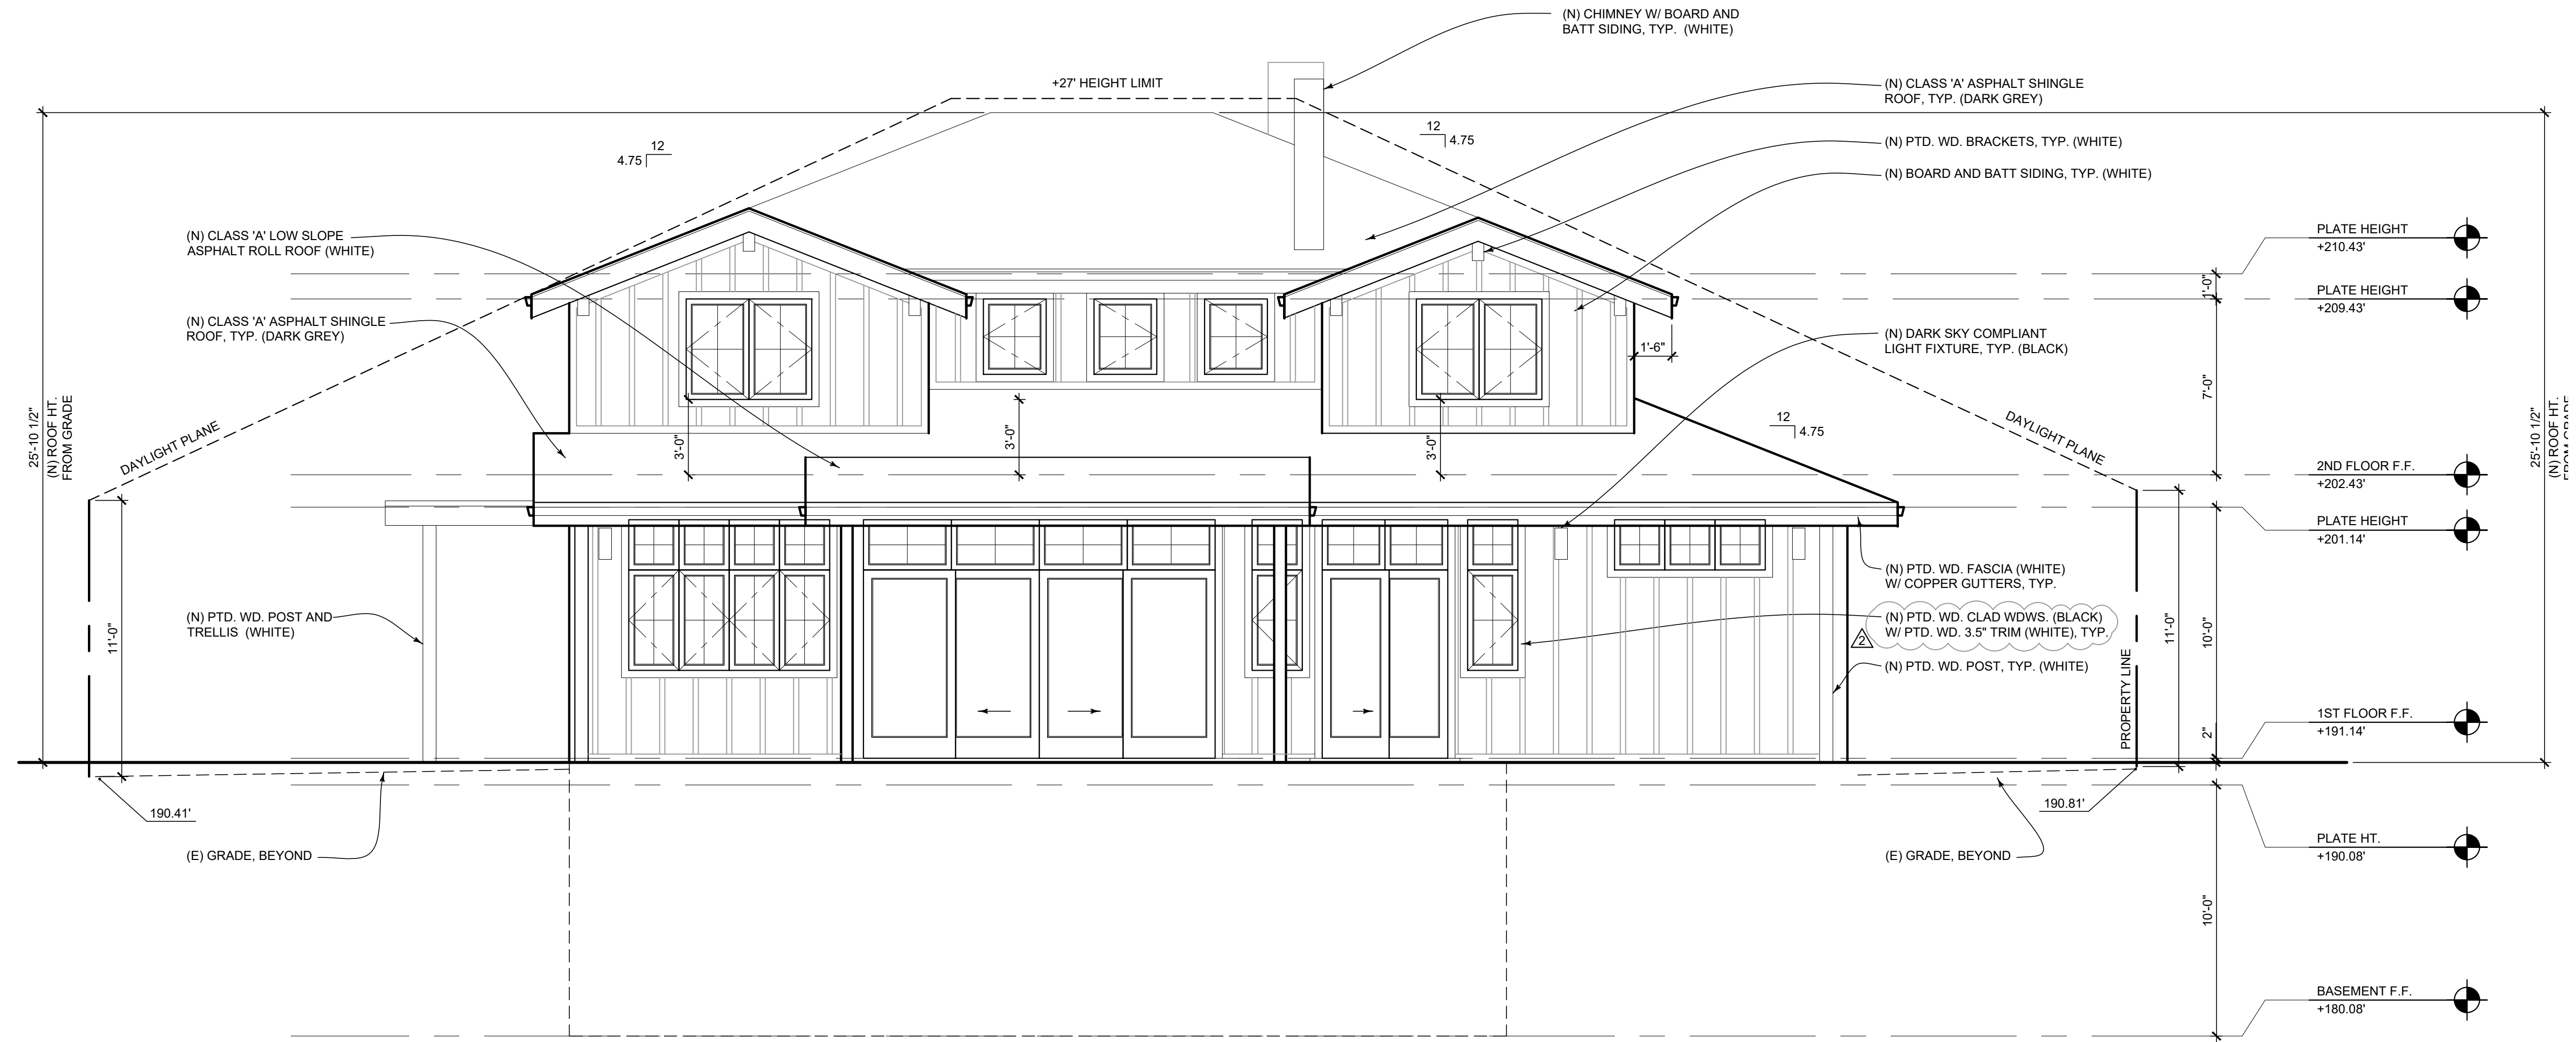 (N) CHIMNEY W/ BOARD AND
BATT SIDING, TYP. (WHITE)
+27' HEIGHT LIMIT
(N) CLASS 'A' ASPHALT SHINGLE
ROOF, TYP. (DARK GREY)
12
4.75
12
4.75
(N) PTD. WD. BRACKETS, TYP. (WHITE)
(N) BOARD AND BATT SIDING, TYP. (WHITE)
(N) CLASS 'A' LOW SLOPE
ASPHALT ROLL ROOF (WHITE)
PLATE HEIGHT
+210.43'
1'-0"
PLATE HEIGHT
+209.43'
(N) CLASS 'A' ASPHALT SHINGLE
ROOF, TYP. (DARK GREY)
(N) DARK SKY COMPLIANT
LIGHT FIXTURE, TYP. (BLACK)
1'-6"
7'-0"
25'-10 1/2"
(N) ROOF HT.
FROM GRADE
DAYLIGHT PLANE
3'-0"
3'-0"
3'-0"
12
4.75
DAYLIGHT PLANE
25'-10 1/2"
(N) ROOF HT.
FROM GRADE
2ND FLOOR F.F.
+202.43'
PLATE HEIGHT
+201.14'
(N) PTD. WD. FASCIA (WHITE)
W/ COPPER GUTTERS, TYP.
(N) PTD. WD. POST AND
TRELLIS (WHITE)
11'-0"
(N) PTD. WD. CLAD WDWS. (BLACK)
W/ PTD. WD. 3.5" TRIM (WHITE), TYP.
2
(N) PTD. WD. POST, TYP. (WHITE)
PROPERTY LINE
11'-0"
10'-0"
1ST FLOOR F.F.
+191.14'
2"
190.41'
190.81'
(E) GRADE, BEYOND
(E) GRADE, BEYOND
PLATE HT.
+190.08'
10'-0"
BASEMENT F.F.
+180.08'